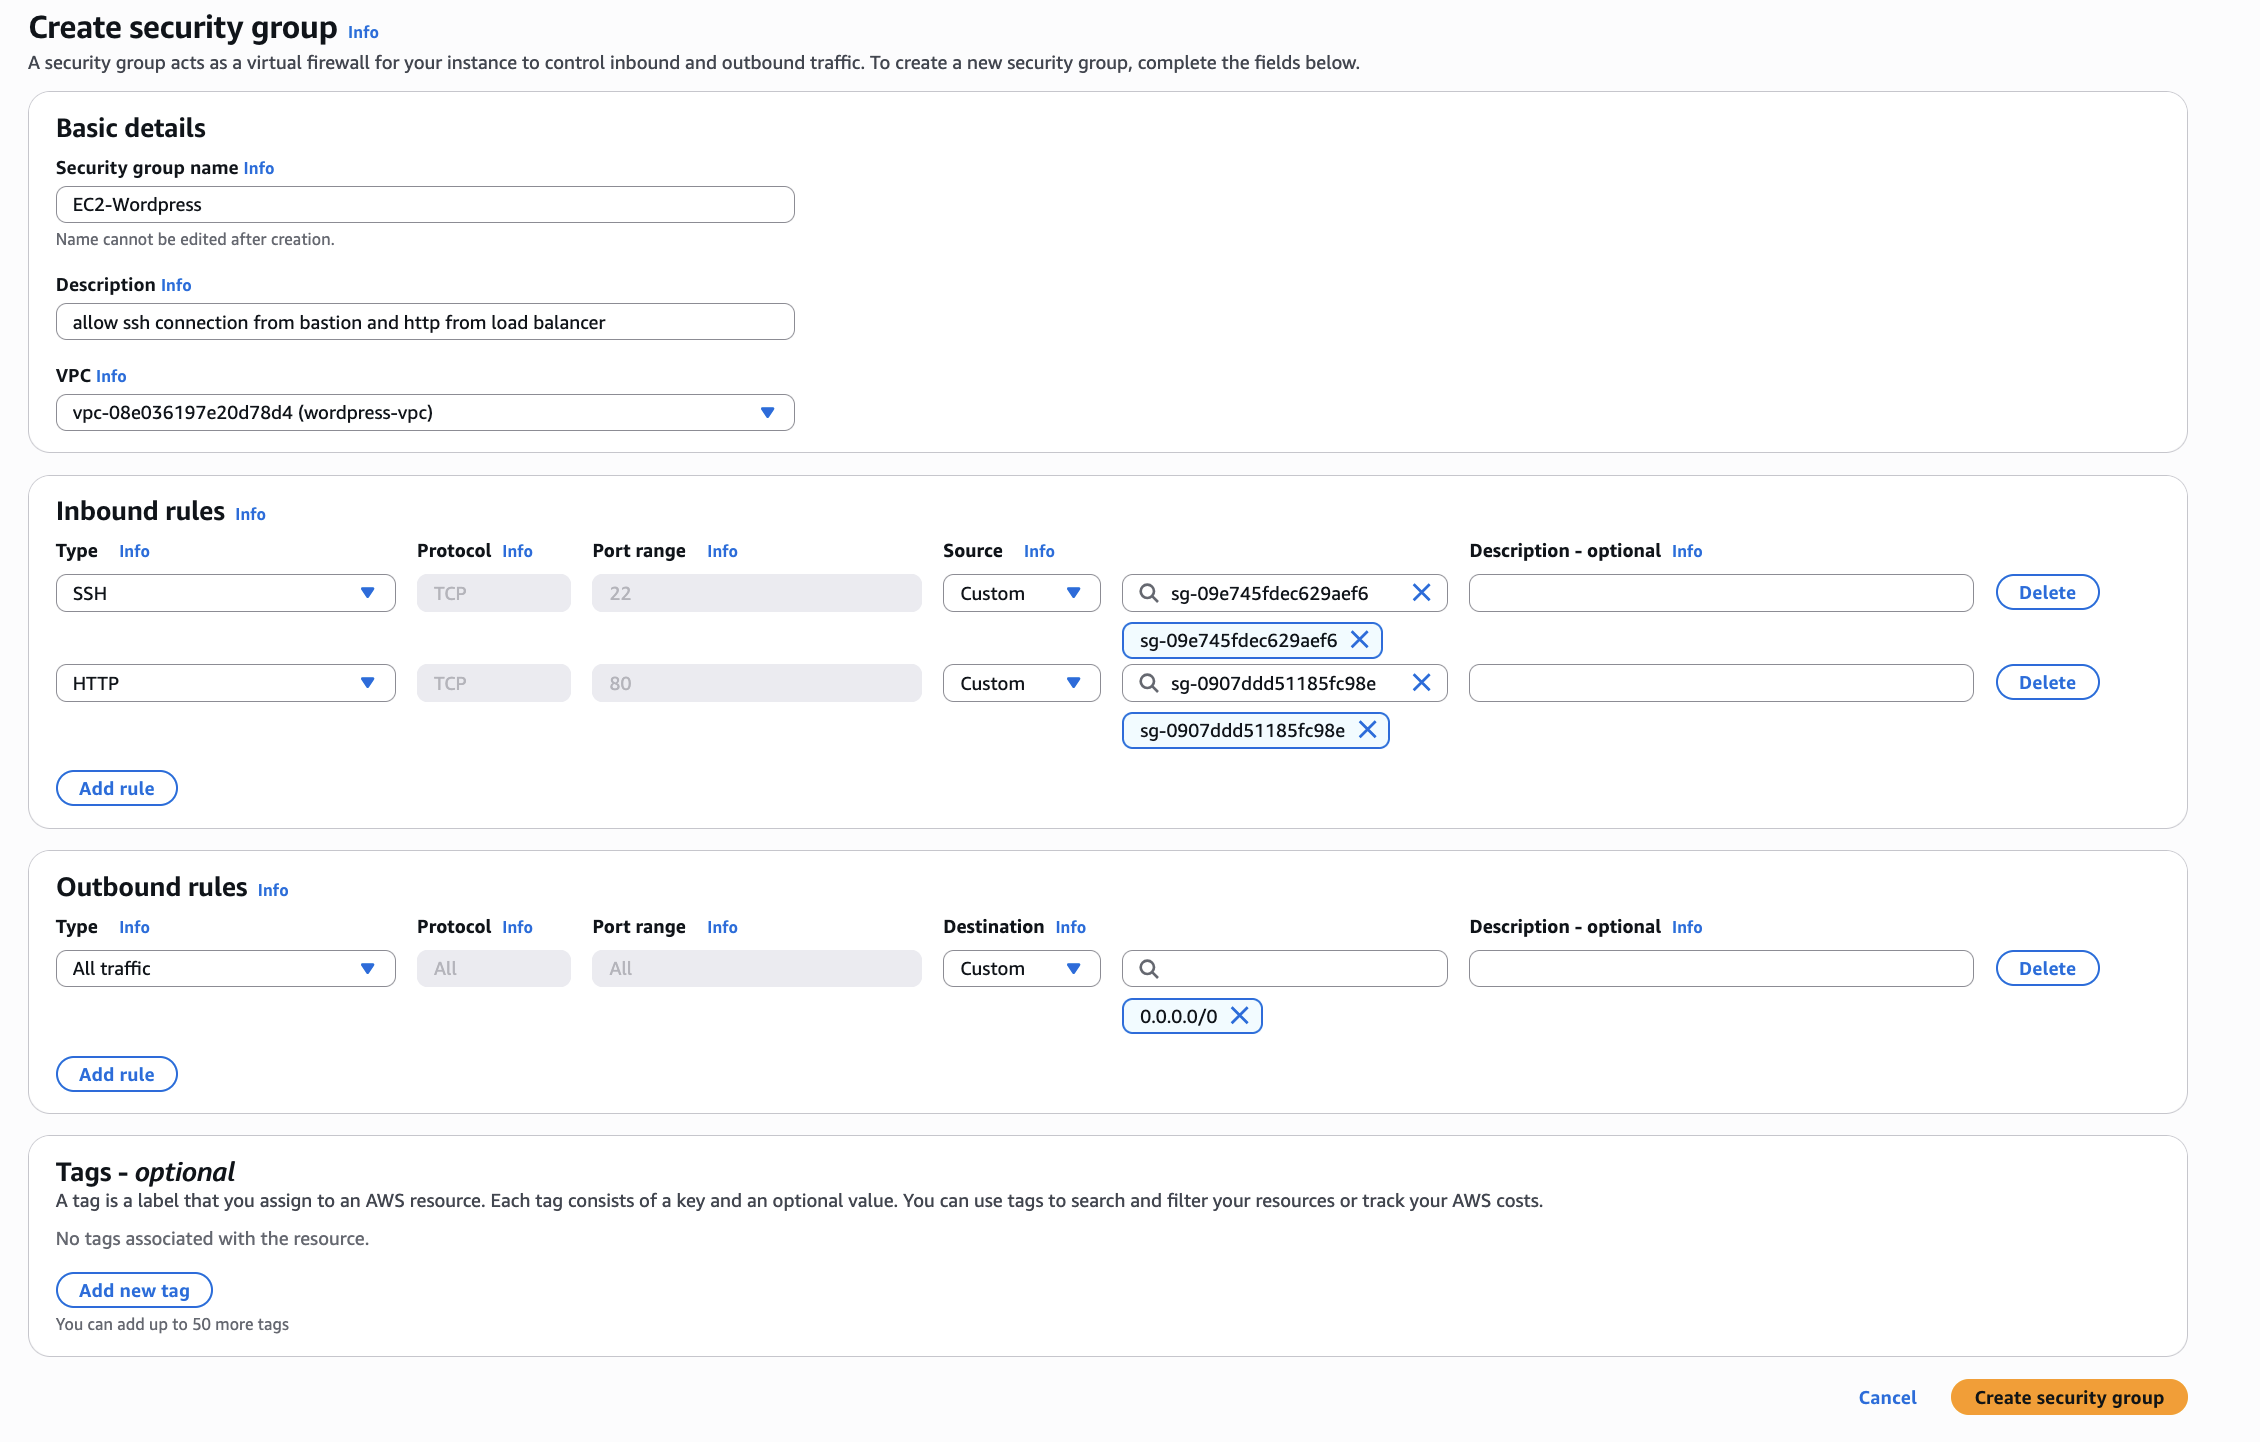 Create security group Info
A security group acts as a virtual firewall for your instance to control inbound and outbound traffic. To create a new security group, complete the fields below.
Basic details
Security group name Info
EC2-Wordpress
Name cannot be edited after creation.
Description Info
allow ssh connection from bastion and http from load balancer
VPC Info
vpc-08e036197e20d78d4 (wordpress-vpc)
Inbound rules Info
Type Info Protocol Info Port range Info Source Info Description - optional Info
SSH TCP 22 Custom sg-09e745fdec629aef6 Delete
sg-09e745fdec629aef6
HTTP TCP 80 Custom sg-0907ddd51185fc98e Delete
sg-0907ddd51185fc98e
Add rule
Outbound rules Info
Type Info Protocol Info Port range Info Destination Info Description - optional Info
All traffic All All Custom Delete
0.0.0.0/0
Add rule
Tags - optional
A tag is a label that you assign to an AWS resource. Each tag consists of a key and an optional value. You can use tags to search and filter your resources or track your AWS costs.
No tags associated with the resource.
Add new tag
You can add up to 50 more tags
Cancel Create security group